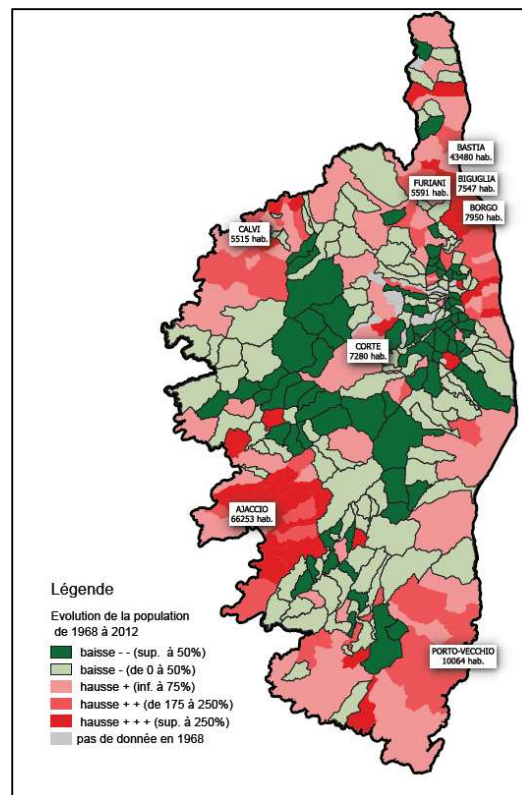 BASTIA
43480 hab.
FURIANI
5591 hab.
BIGUGLIA
7547 hab.
BORGO
7950 hab.
CALVI
5515 hab.
CORTE
7280 hab.
AJACCIO
66253 hab.
PORTO-VECCHIO
10064 hab.
Légende
Evolution de la population
de 1968 à 2012
baisse - - (sup. à 50%)
baisse - (de 0 à 50%)
hausse + (inf. à 75%)
hausse + + (de 175 à 250%)
hausse + + + (sup. à 250%)
pas de donnée en 1968